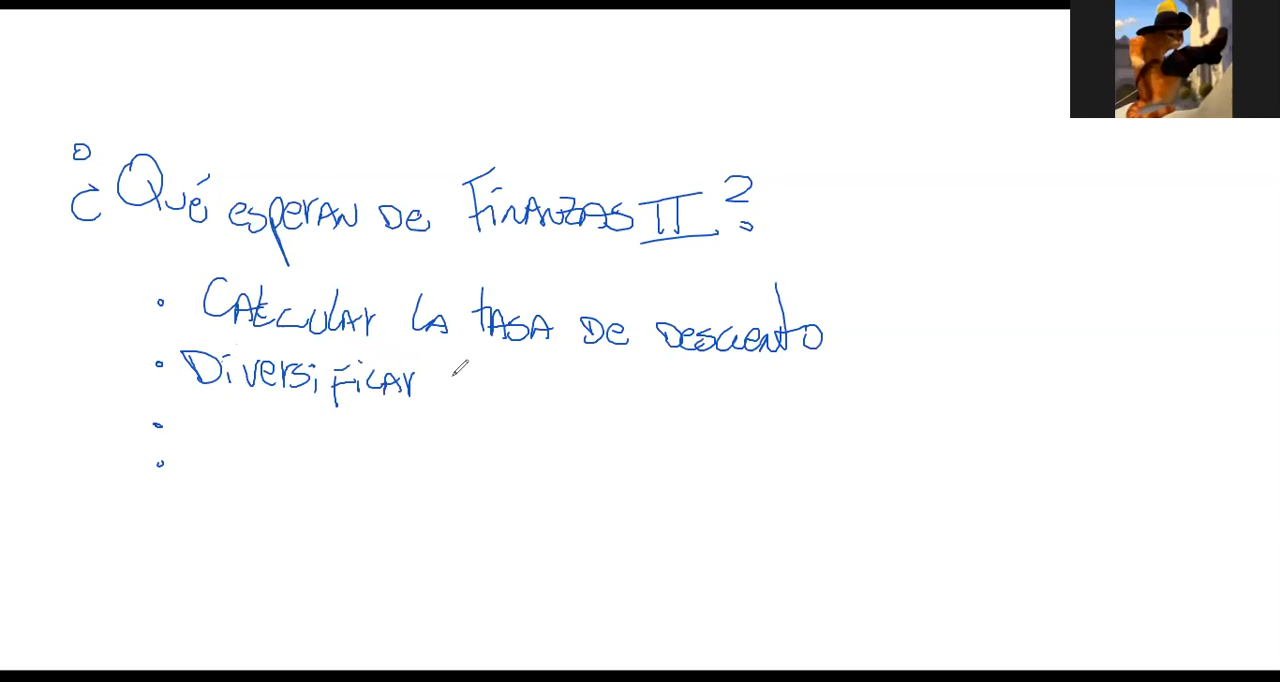 ¿Qué esperan de Finanzas II?
• Calcular la tasa de descuento
• Diversificar
•
•